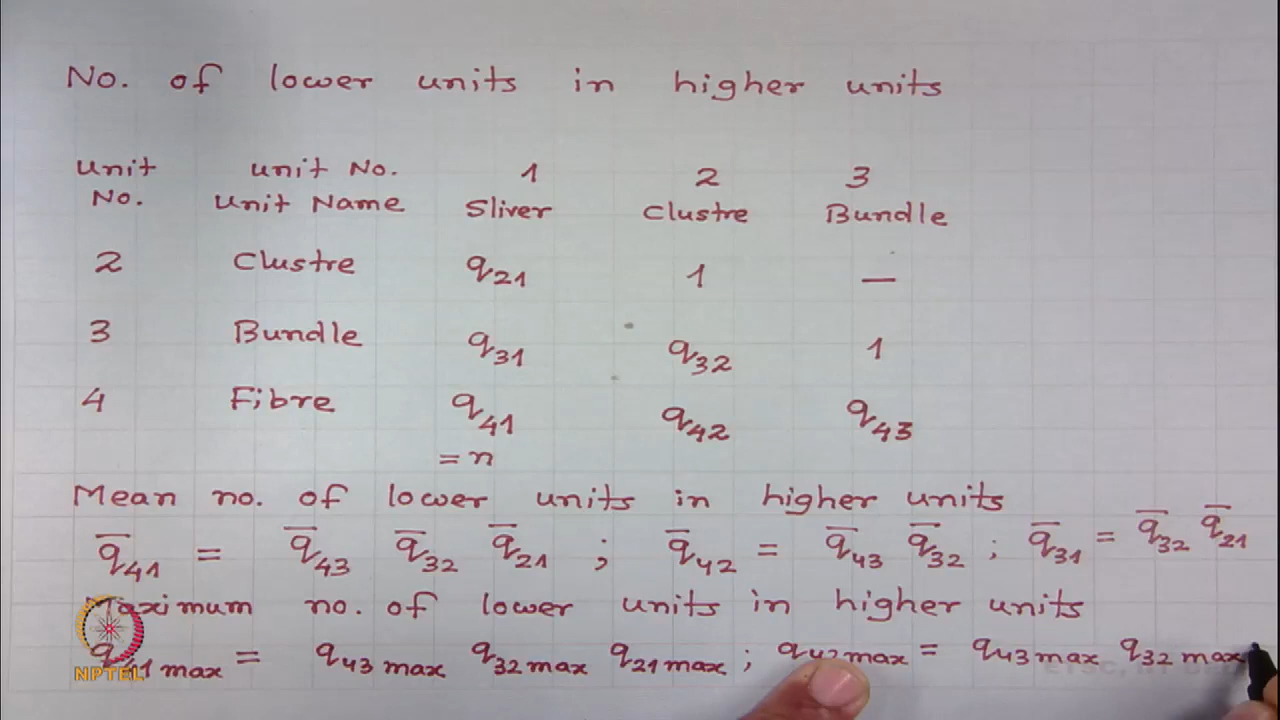 No. of lower units in higher units
Unit Unit No. 1 2 3
No. Unit Name Sliver Clustre Bundle
2 Clustre q21 1 —
3 Bundle q31 q32 1
4 Fibre q41 q42 q43
= n
Mean no. of lower units in higher units
q̅41 = q̅43 q̅32 q̅21 ; q̅42 = q̅43 q̅32 ; q̅31 = q̅32 q̅21
Maximum no. of lower units in higher units
q41 max = q43 max q32 max q21 max ; q42 max = q43 max q32 max
NPTEL